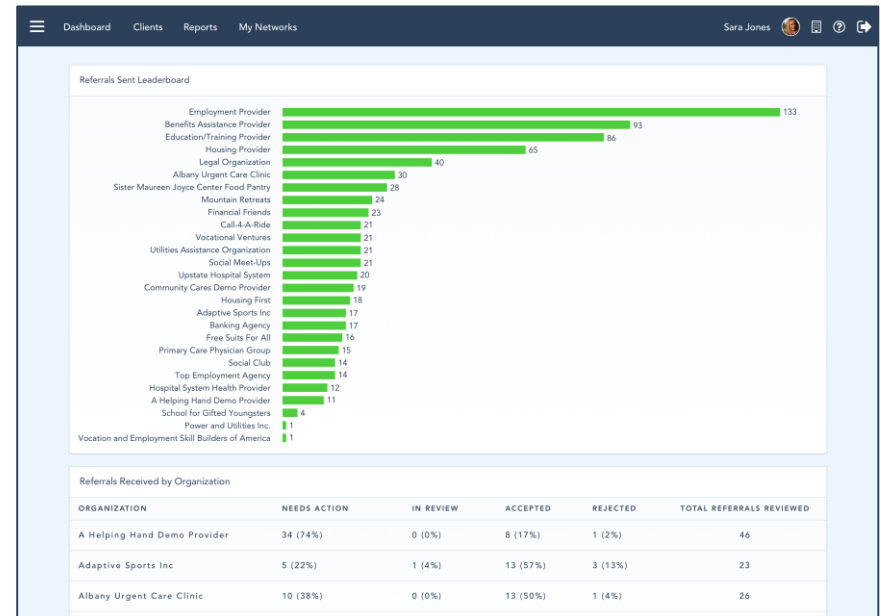 Dashboard Clients Reports My Networks Sara Jones
Referrals Sent Leaderboard
Employment Provider 133
Benefits Assistance Provider 93
Education/Training Provider 86
Housing Provider 65
Legal Organization 40
Albany Urgent Care Clinic 30
Sister Maureen Joyce Center Food Pantry 28
Mountain Retreats 24
Financial Friends 23
Call-4-A-Ride 21
Vocational Ventures 21
Utilities Assistance Organization 21
Social Meet-Ups 21
Upstate Hospital System 20
Community Cares Demo Provider 19
Housing First 18
Adaptive Sports Inc 17
Banking Agency 17
Free Suits For All 16
Primary Care Physician Group 15
Social Club 14
Top Employment Agency 14
Hospital System Health Provider 12
A Helping Hand Demo Provider 11
School for Gifted Youngsters 4
Power and Utilities Inc. 1
Vocation and Employment Skill Builders of America 1
Referrals Received by Organization
ORGANIZATION NEEDS ACTION IN REVIEW ACCEPTED REJECTED TOTAL REFERRALS REVIEWED
A Helping Hand Demo Provider 34 (74%) 0 (0%) 8 (17%) 1 (2%) 46
Adaptive Sports Inc 5 (22%) 1 (4%) 13 (57%) 3 (13%) 23
Albany Urgent Care Clinic 10 (38%) 0 (0%) 13 (50%) 1 (4%) 26